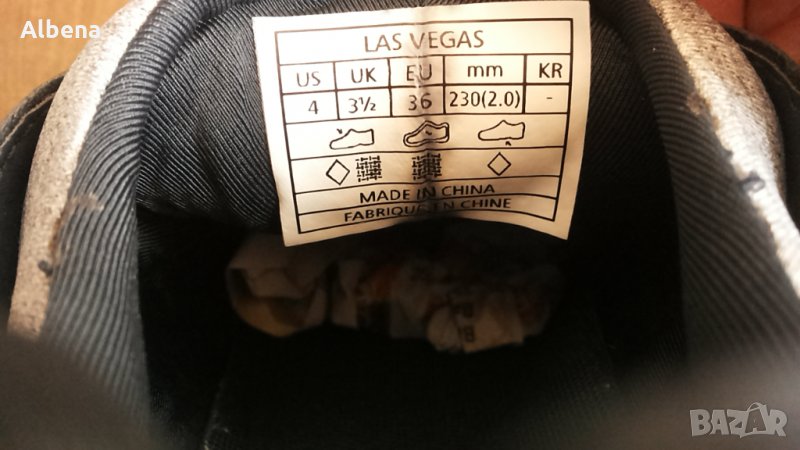 Albena
LAS VEGAS
US UK EU mm KR
4 3½ 36 230(2.0) -
MADE IN CHINA
FABRIQUÉ EN CHINE
BAZAR